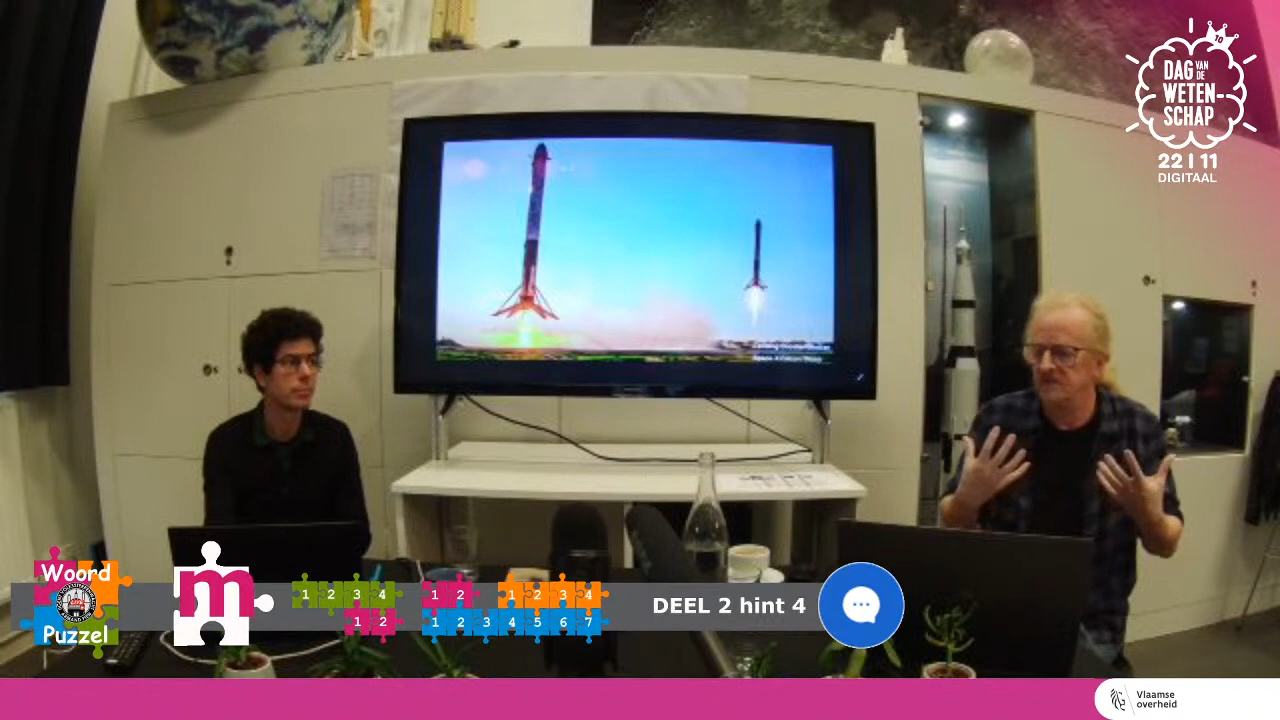 10
DAG VAN DE
WETEN-
SCHAP
22 | 11
DIGITAAL
Woord
Puzzel
m
1 2 3 4
1 2
1 2
1 2 3 4
1 2 3 4 5 6 7
DEEL 2 hint 4
Vlaamse
overheid